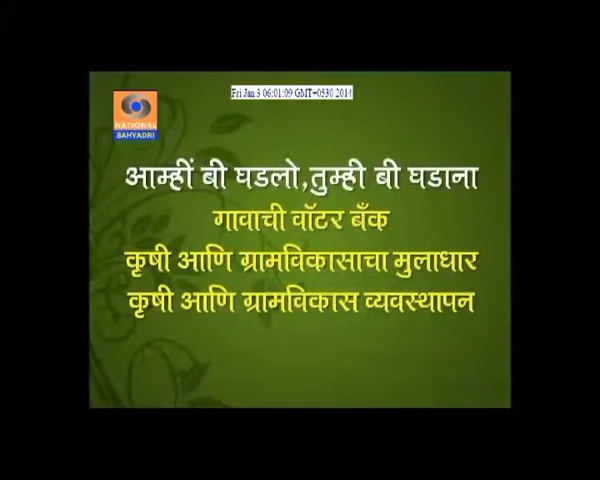 Fri Jan 3 06:01:09 GMT+0530 2014
NATIONAL
SAHYADRI
आम्हीं बी घडलो,तुम्ही बी घडाना
गावाची वॉटर बँक
कृषी आणि ग्रामविकासाचा मुलाधार
कृषी आणि ग्रामविकास व्यवस्थापन